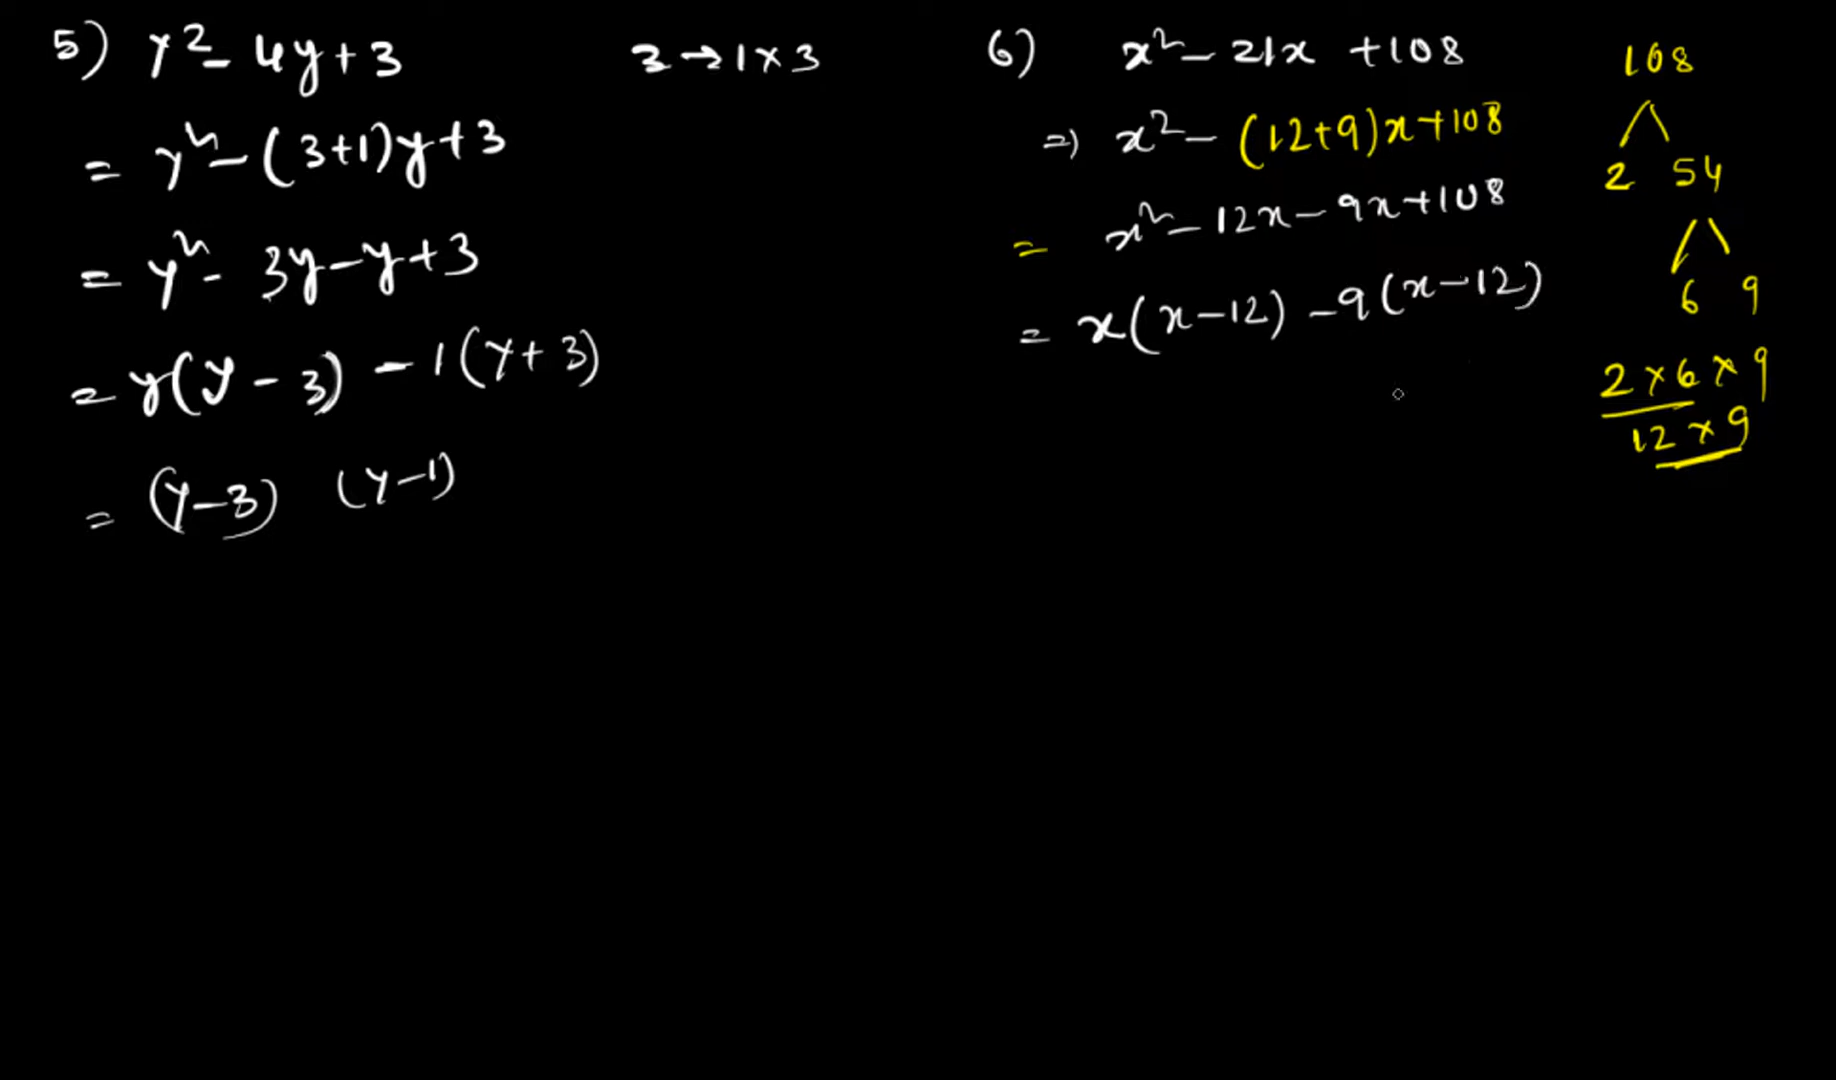 5) y² - 4y + 3
3 → 1 × 3
= y² - (3+1)y + 3
= y² - 3y - y + 3
= y(y - 3) - 1(y + 3)
= (y - 3) (y - 1)
6) x² - 21x + 108
⇒ x² - (12+9)x + 108
= x² - 12x - 9x + 108
= x(x - 12) - 9(x - 12)
108
2 54
6 9
2 × 6 × 9
12 × 9